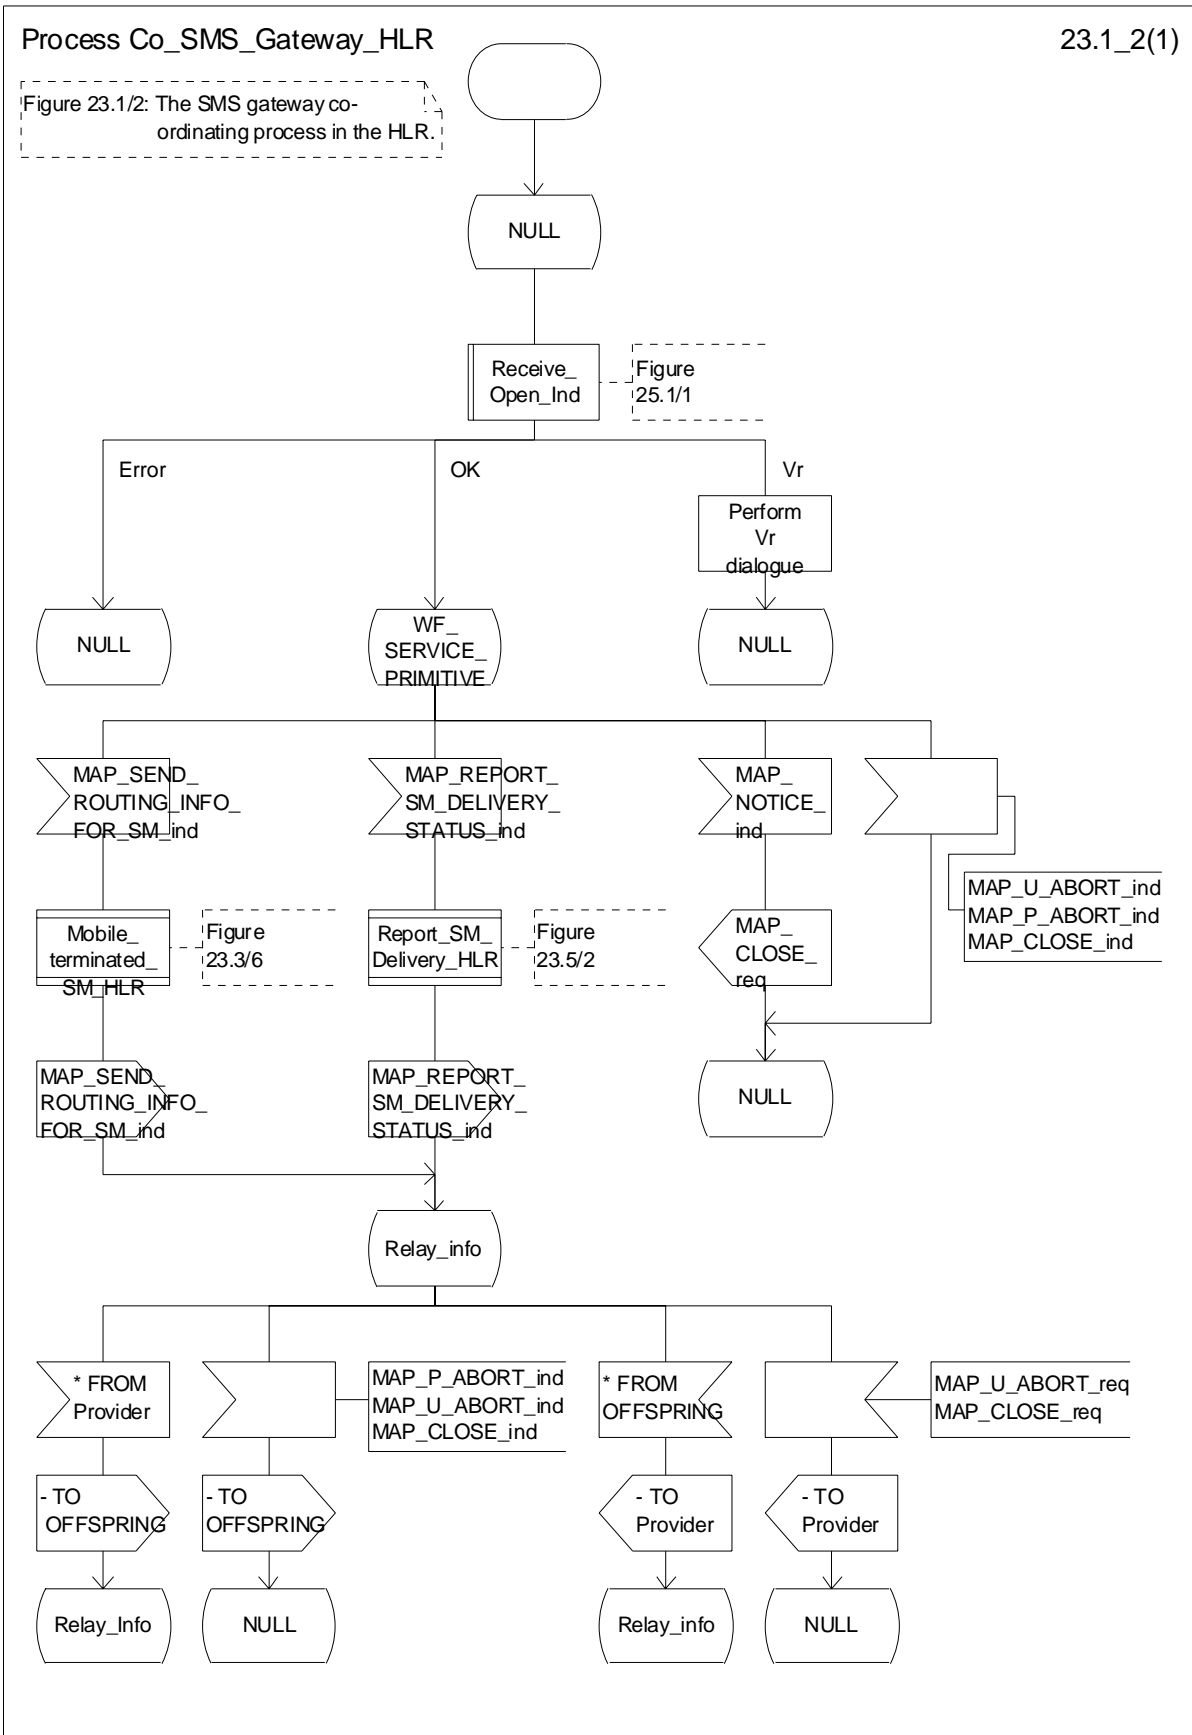 Process Co_SMS_Gateway_HLR
23.1_2(1)
Figure 23.1/2: The SMS gateway co-
ordinating process in the HLR.
NULL
Receive_
Open_Ind
Figure
25.1/1
Error
OK
Vr
Perform
Vr
dialogue
NULL
WF_
SERVICE_
PRIMITIVE
NULL
MAP_SEND_
ROUTING_INFO_
FOR_SM_ind
MAP_REPORT_
SM_DELIVERY_
STATUS_ind
MAP_
NOTICE_
ind
MAP_U_ABORT_ind
MAP_P_ABORT_ind
MAP_CLOSE_ind
Mobile_
terminated_
SM_HLR
Figure
23.3/6
Report_SM_
Delivery_HLR
Figure
23.5/2
MAP_
CLOSE_
req
MAP_SEND_
ROUTING_INFO_
FOR_SM_ind
MAP_REPORT_
SM_DELIVERY_
STATUS_ind
NULL
Relay_info
* FROM
Provider
MAP_P_ABORT_ind
MAP_U_ABORT_ind
MAP_CLOSE_ind
* FROM
OFFSPRING
MAP_U_ABORT_req
MAP_CLOSE_req
- TO
OFFSPRING
- TO
OFFSPRING
- TO
Provider
- TO
Provider
Relay_Info
NULL
Relay_info
NULL